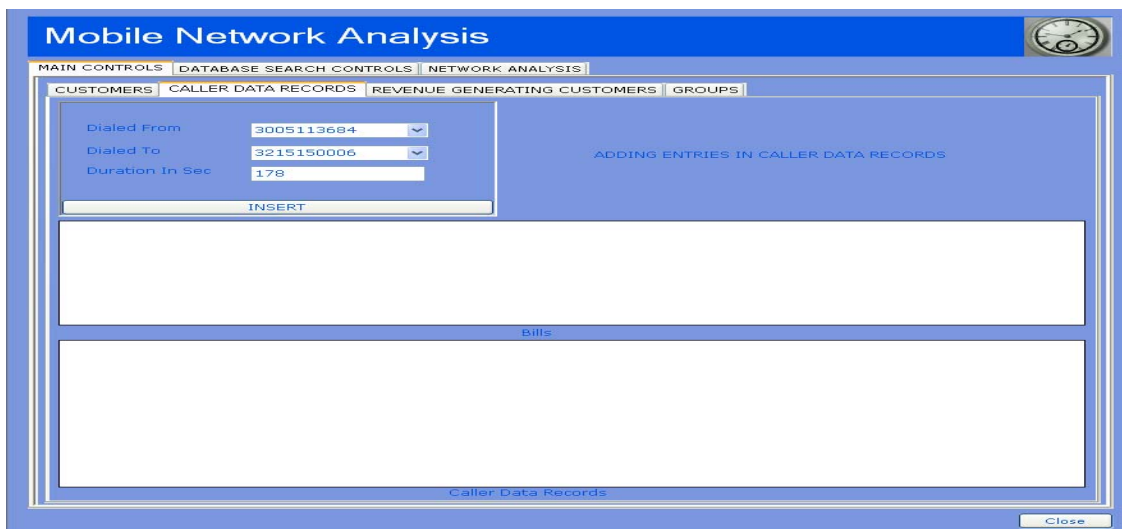 Mobile Network Analysis
MAIN CONTROLS DATABASE SEARCH CONTROLS NETWORK ANALYSIS
CUSTOMERS CALLER DATA RECORDS REVENUE GENERATING CUSTOMERS GROUPS
Dialed From 3005113684
Dialed To 3215150006
ADDING ENTRIES IN CALLER DATA RECORDS
Duration In Sec 178
INSERT
Bills
Caller Data Records
Close